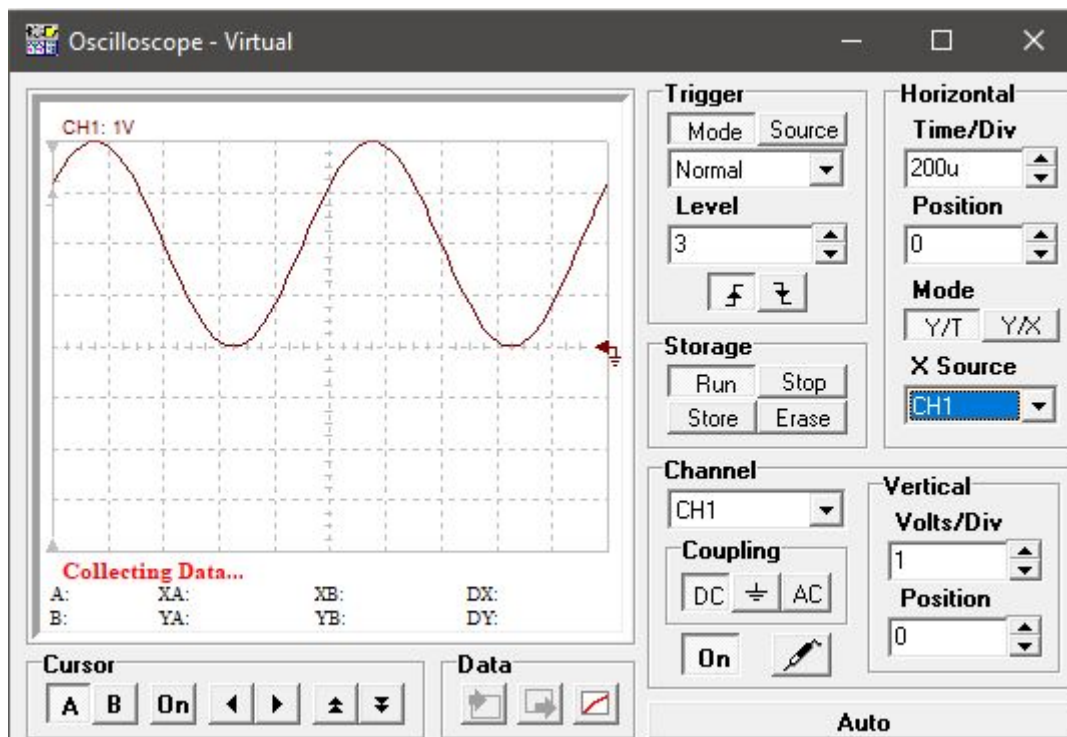 Oscilloscope - Virtual
CH1: 1V
Collecting Data...
A: XA: XB: DX:
B: YA: YB: DY:
Cursor
A B On
Data
Trigger
Mode Source
Normal
Level
3
Storage
Run Stop
Store Erase
Horizontal
Time/Div
200u
Position
0
Mode
Y/T Y/X
X Source
CH1
Channel
CH1
Coupling
DC AC
On
Vertical
Volts/Div
1
Position
0
Auto